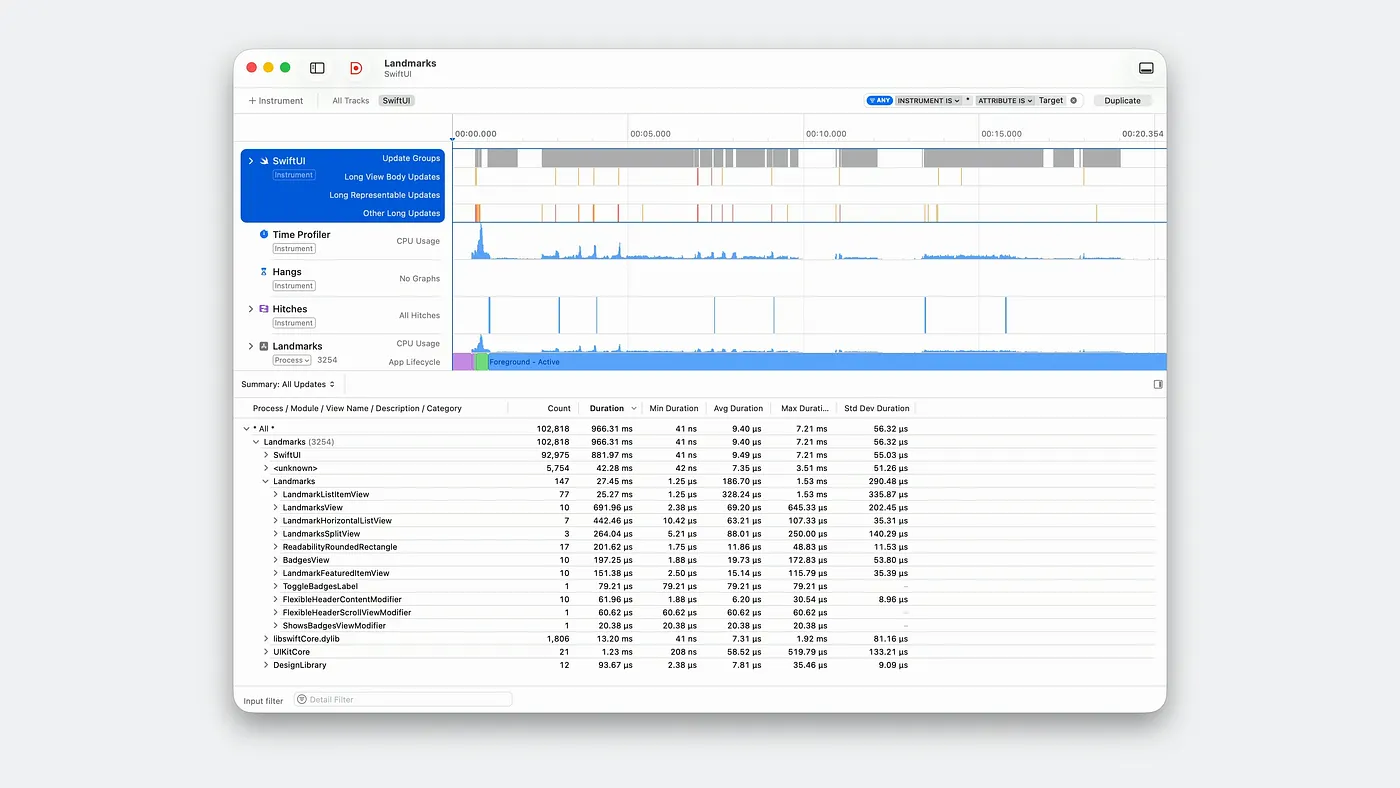 Landmarks
SwiftUI
+ Instrument All Tracks SwiftUI ANY INSTRUMENT IS * ATTRIBUTE IS Target Duplicate
00:00.000 00:05.000 00:10.000 00:15.000 00:20.354
SwiftUI Update Groups
Instrument Long View Body Updates
Long Representable Updates
Other Long Updates
Time Profiler CPU Usage
Instrument
Hangs No Graphs
Instrument
Hitches All Hitches
Instrument
Landmarks CPU Usage
Process 3254 App Lifecycle Foreground - Active
Summary: All Updates
Process / Module / View Name / Description / Category Count Duration Min Duration Avg Duration Max Durati... Std Dev Duration
* All * 102,818 966.31 ms 41 ns 9.40 µs 7.21 ms 56.32 µs
Landmarks (3254) 102,818 966.31 ms 41 ns 9.40 µs 7.21 ms 56.32 µs
SwiftUI 92,975 881.97 ms 41 ns 9.49 µs 7.21 ms 55.03 µs
<unknown> 5,754 42.28 ms 42 ns 7.35 µs 3.51 ms 51.26 µs
Landmarks 147 27.45 ms 1.25 µs 186.70 µs 1.53 ms 290.48 µs
LandmarkListItemView 77 25.27 ms 1.25 µs 328.24 µs 1.53 ms 335.87 µs
LandmarksView 10 691.96 µs 2.38 µs 69.20 µs 645.33 µs 202.45 µs
LandmarkHorizontalListView 7 442.46 µs 10.42 µs 63.21 µs 107.33 µs 35.31 µs
LandmarksSplitView 3 264.04 µs 5.21 µs 88.01 µs 250.00 µs 140.29 µs
ReadabilityRoundedRectangle 17 201.62 µs 1.75 µs 11.86 µs 48.83 µs 11.53 µs
BadgesView 10 197.25 µs 1.88 µs 19.73 µs 172.83 µs 53.80 µs
LandmarkFeaturedItemView 10 151.38 µs 2.50 µs 15.14 µs 115.79 µs 35.39 µs
ToggleBadgesLabel 1 79.21 µs 79.21 µs 79.21 µs 79.21 µs –
FlexibleHeaderContentModifier 10 61.96 µs 1.88 µs 6.20 µs 30.54 µs 8.96 µs
FlexibleHeaderScrollViewModifier 1 60.62 µs 60.62 µs 60.62 µs 60.62 µs –
ShowsBadgesViewModifier 1 20.38 µs 20.38 µs 20.38 µs 20.38 µs –
libswiftCore.dylib 1,806 13.20 ms 41 ns 7.31 µs 1.92 ms 81.16 µs
UIKitCore 21 1.23 ms 208 ns 58.52 µs 519.79 µs 133.21 µs
DesignLibrary 12 93.67 µs 2.38 µs 7.81 µs 35.46 µs 9.09 µs
Input filter Detail Filter